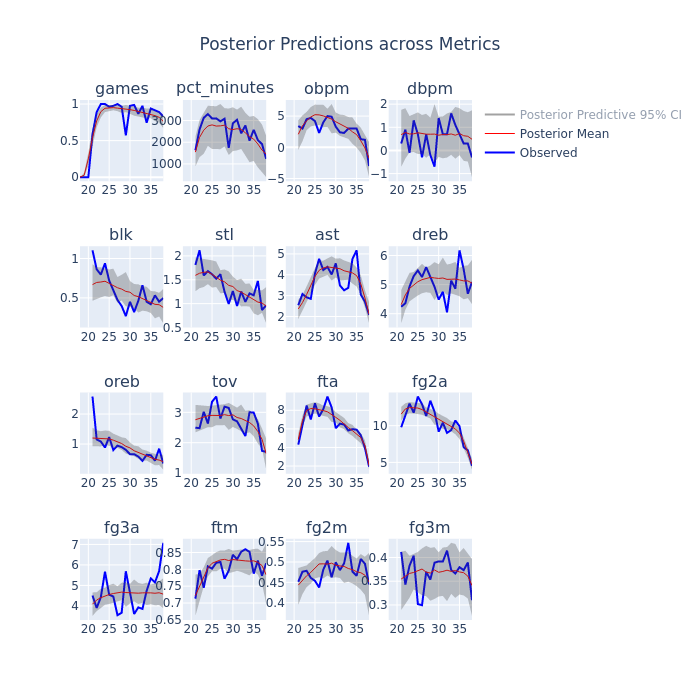 Posterior Predictions across Metrics
games pct_minutes obpm dbpm
Posterior Predictive 95% CI
Posterior Mean
Observed
1
0.5
0
20 25 30 35
3000
2000
1000
20 25 30 35
5
0
−5
20 25 30 35
2
1
0
−1
20 25 30 35
blk stl ast dreb
1
0.5
20 25 30 35
2
1.5
1
0.5
20 25 30 35
5
4
3
2
20 25 30 35
6
5
4
20 25 30 35
oreb tov fta fg2a
2
1
20 25 30 35
3
2
1
20 25 30 35
8
6
4
2
20 25 30 35
10
5
20 25 30 35
fg3a ftm fg2m fg3m
7
6
5
4
20 25 30 35
0.85
0.8
0.75
0.7
0.65
20 25 30 35
0.55
0.5
0.45
0.4
20 25 30 35
0.4
0.3
20 25 30 35